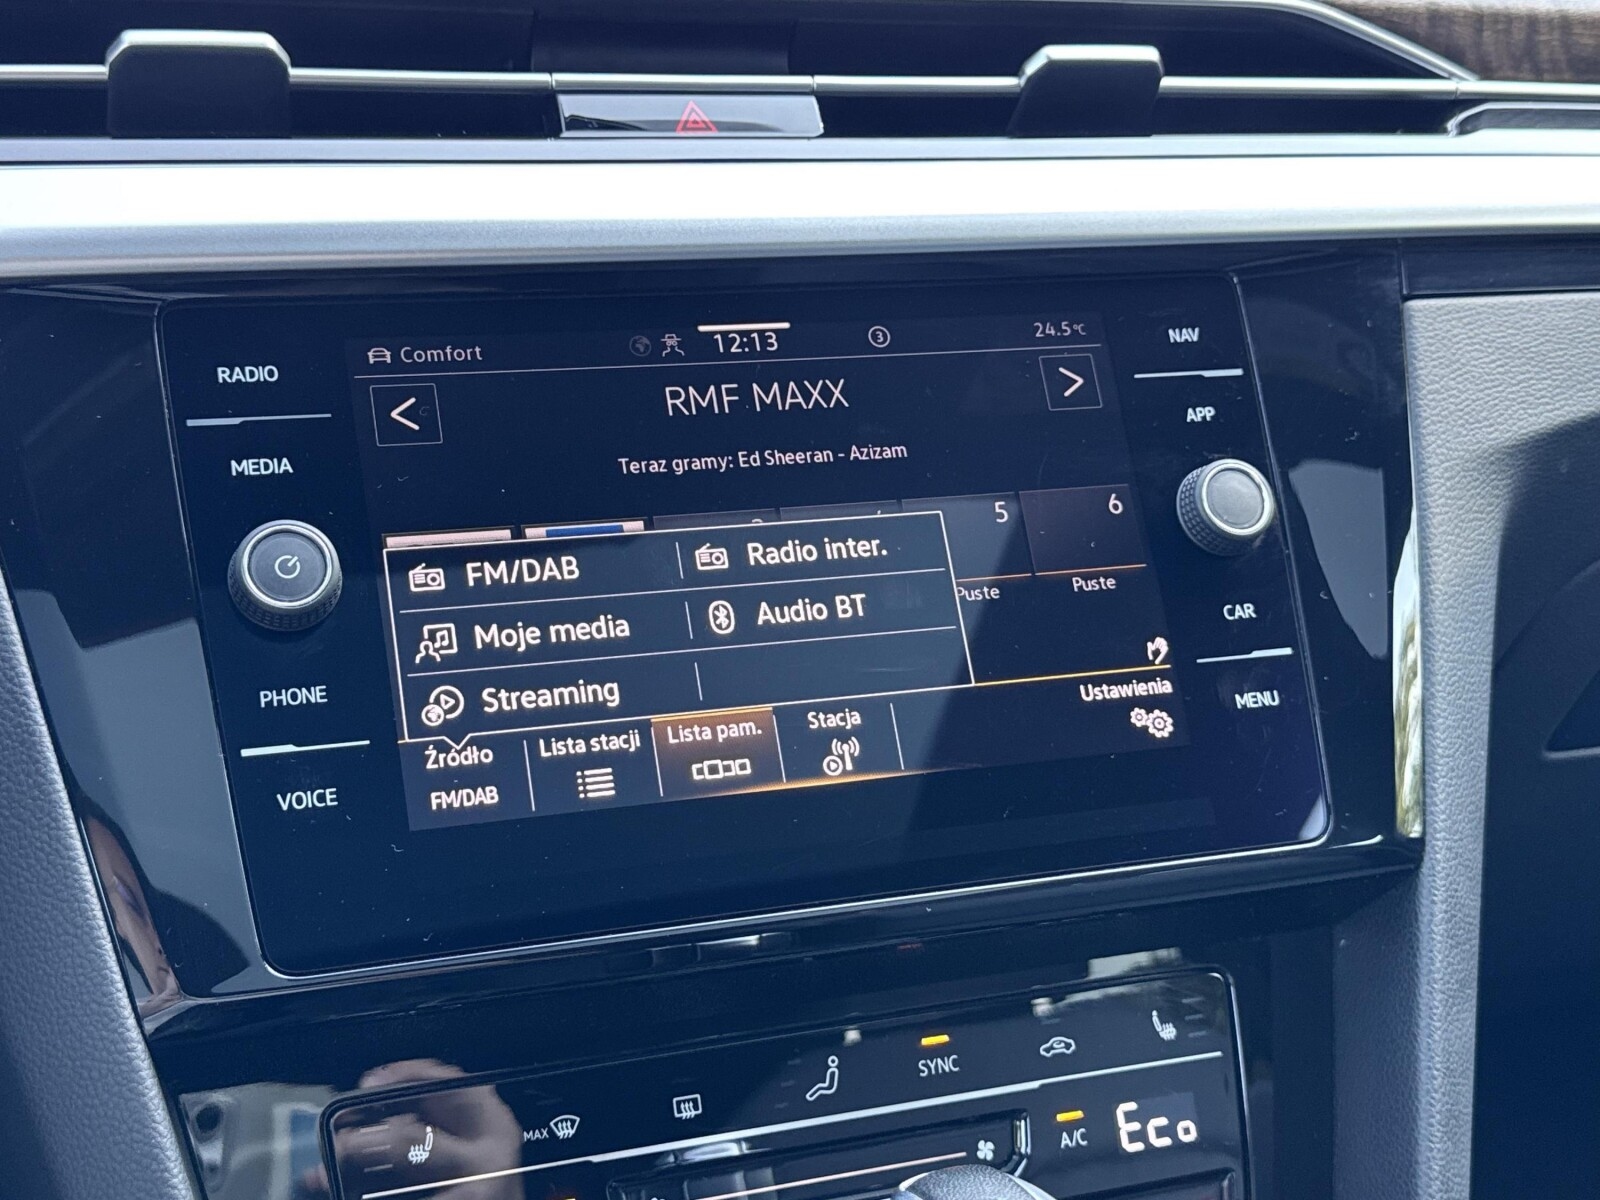 Comfort
12:13
3
24.5°C
RADIO
NAV
<
RMF MAXX
>
APP
MEDIA
Teraz gramy: Ed Sheeran - Azizam
5
6
FM/DAB
Radio inter.
Puste
Puste
Moje media
Audio BT
CAR
PHONE
Streaming
Ustawienia
MENU
Źródło
FM/DAB
Lista stacji
Lista pam.
Stacja
VOICE
SYNC
MAX
A/C
Eco